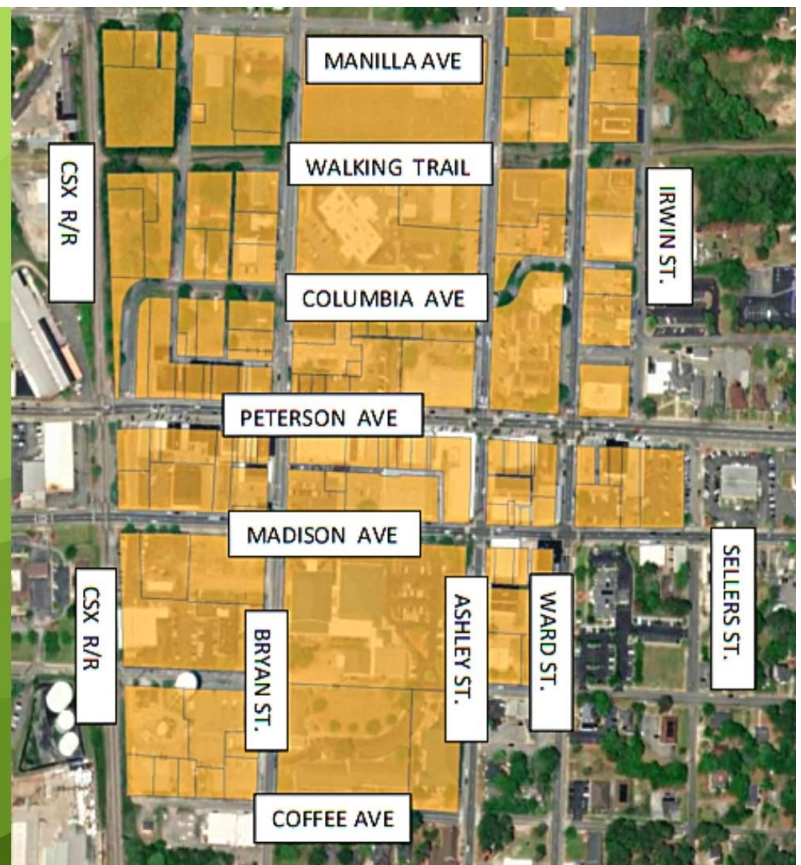 MANILLA AVE
WALKING TRAIL
CSX R/R
IRWIN ST.
COLUMBIA AVE
PETERSON AVE
MADISON AVE
CSX R/R
BRYAN ST.
ASHLEY ST.
WARD ST.
SELLERS ST.
COFFEE AVE